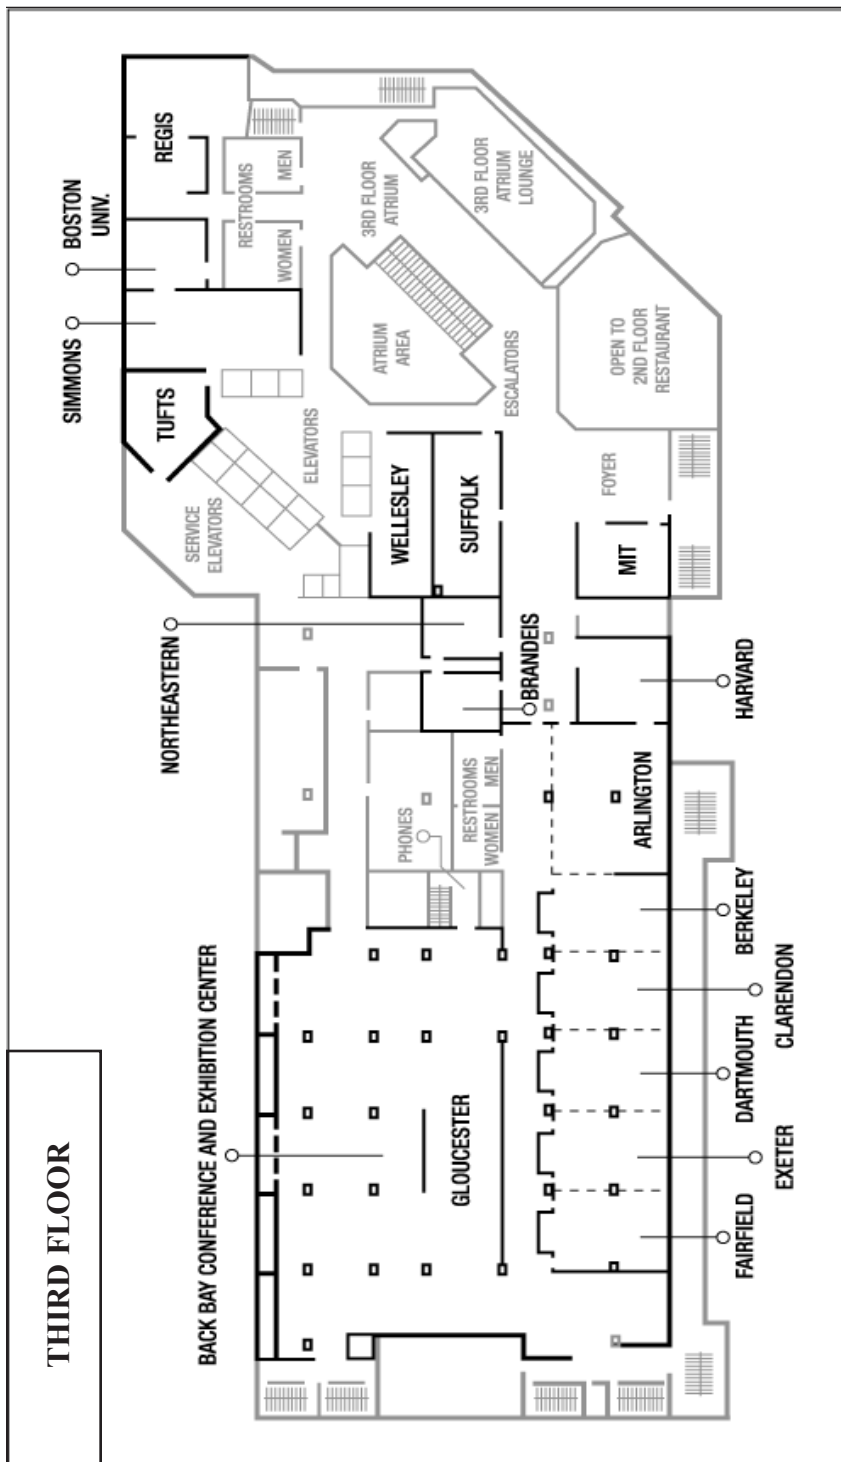 THIRD FLOOR
BACK BAY CONFERENCE AND EXHIBITION CENTER
GLOUCESTER
FAIRFIELD
EXETER
DARTMOUTH
CLARENDON
BERKELEY
ARLINGTON
HARVARD
PHONES
RESTROOMS
WOMEN
MEN
NORTHEASTERN
BRANDEIS
SERVICE
ELEVATORS
ELEVATORS
WELLESLEY
SUFFOLK
MIT
FOYER
SIMMONS
TUFTS
BOSTON
UNIV.
REGIS
RESTROOMS
WOMEN
MEN
ATRIUM
AREA
ESCALATORS
3RD FLOOR
ATRIUM
3RD FLOOR
ATRIUM
LOUNGE
OPEN TO
2ND FLOOR
RESTAURANT